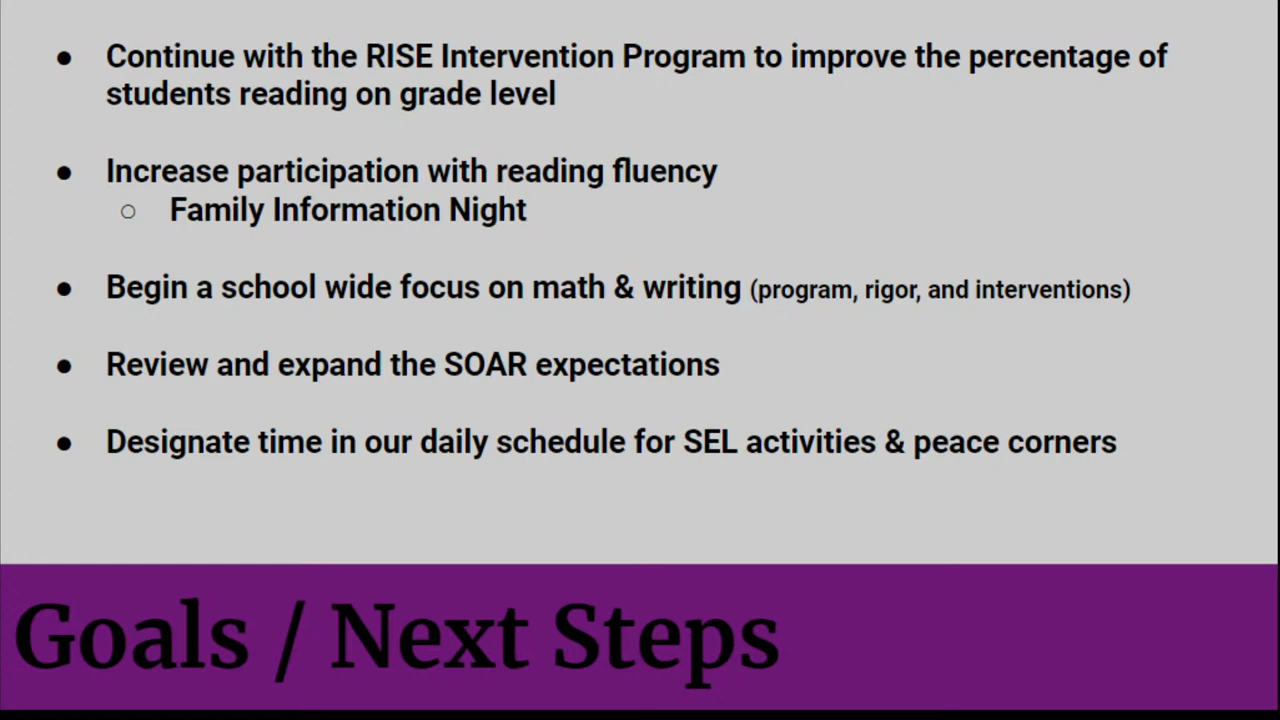 ● Continue with the RISE Intervention Program to improve the percentage of
students reading on grade level
● Increase participation with reading fluency
○ Family Information Night
● Begin a school wide focus on math & writing (program, rigor, and interventions)
● Review and expand the SOAR expectations
● Designate time in our daily schedule for SEL activities & peace corners
Goals / Next Steps